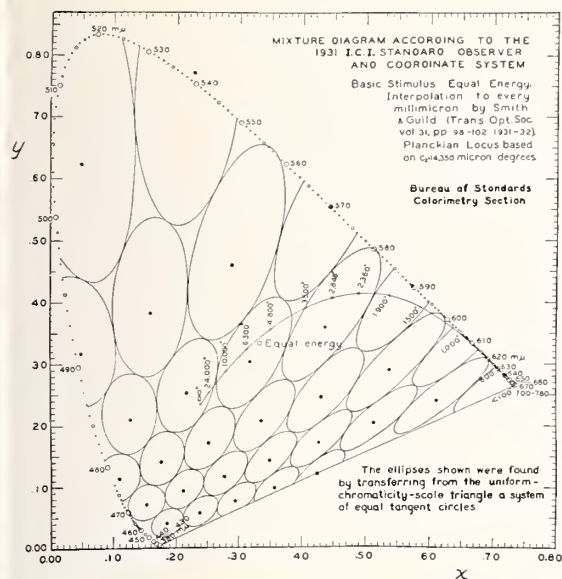 MIXTURE DIAGRAM ACCORDING TO THE
1931 I.C.I. STANDARD OBSERVER
AND COORDINATE SYSTEM
Basic Stimulus Equal Energy.
Interpolation to every
millimicron by Smith
& Guild (Trans Opt. Soc.
vol 31, pp 98-102 1931-32).
Planckian Locus based
on C₂=14,350 micron degrees
Bureau of Standards
Colorimetry Section
y
0.80
.70
.60
.50
.40
.30
.20
.10
0.00
520 mµ
530
540
510
550
560
570
500
580
590
600
610
620 mµ
630
640
650
670
680
700-780
490
480
470
460
450
2,848°
2,360°
1,900°
1,500°
1,000°
800
3,500°
4,800°
6,500°
10,000°
24,000°
Equal energy
The ellipses shown were found
by transferring from the uniform-
chromaticity-scale triangle a system
of equal tangent circles
0.00 .10 .20 .30 .40 .50 .60 .70 0.80
x